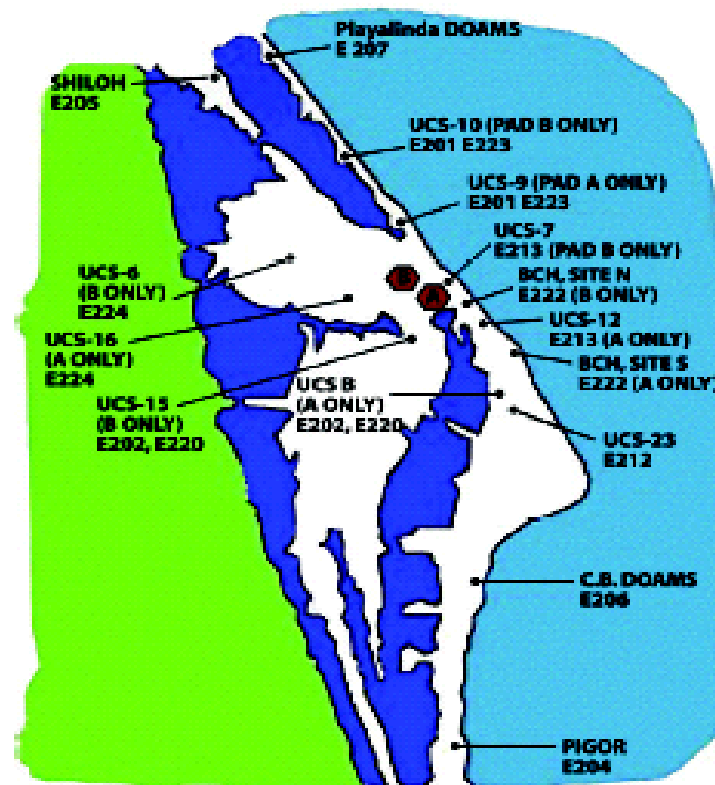 Playalinda DOAMS
E 207
SHILOH
E205
UCS-10 (PAD B ONLY)
E201 E223
UCS-9 (PAD A ONLY)
E201 E223
UCS-7
E213 (PAD B ONLY)
BCH, SITE N
E222 (B ONLY)
UCS-12
E213 (A ONLY)
BCH, SITE S
E222 (A ONLY)
B
A
UCS-6
(B ONLY)
E224
UCS-16
(A ONLY)
E224
UCS-15
(B ONLY)
E202, E220
UCS B
(A ONLY)
E202, E220
UCS-23
E212
C.B. DOAMS
E206
PIGOR
E204